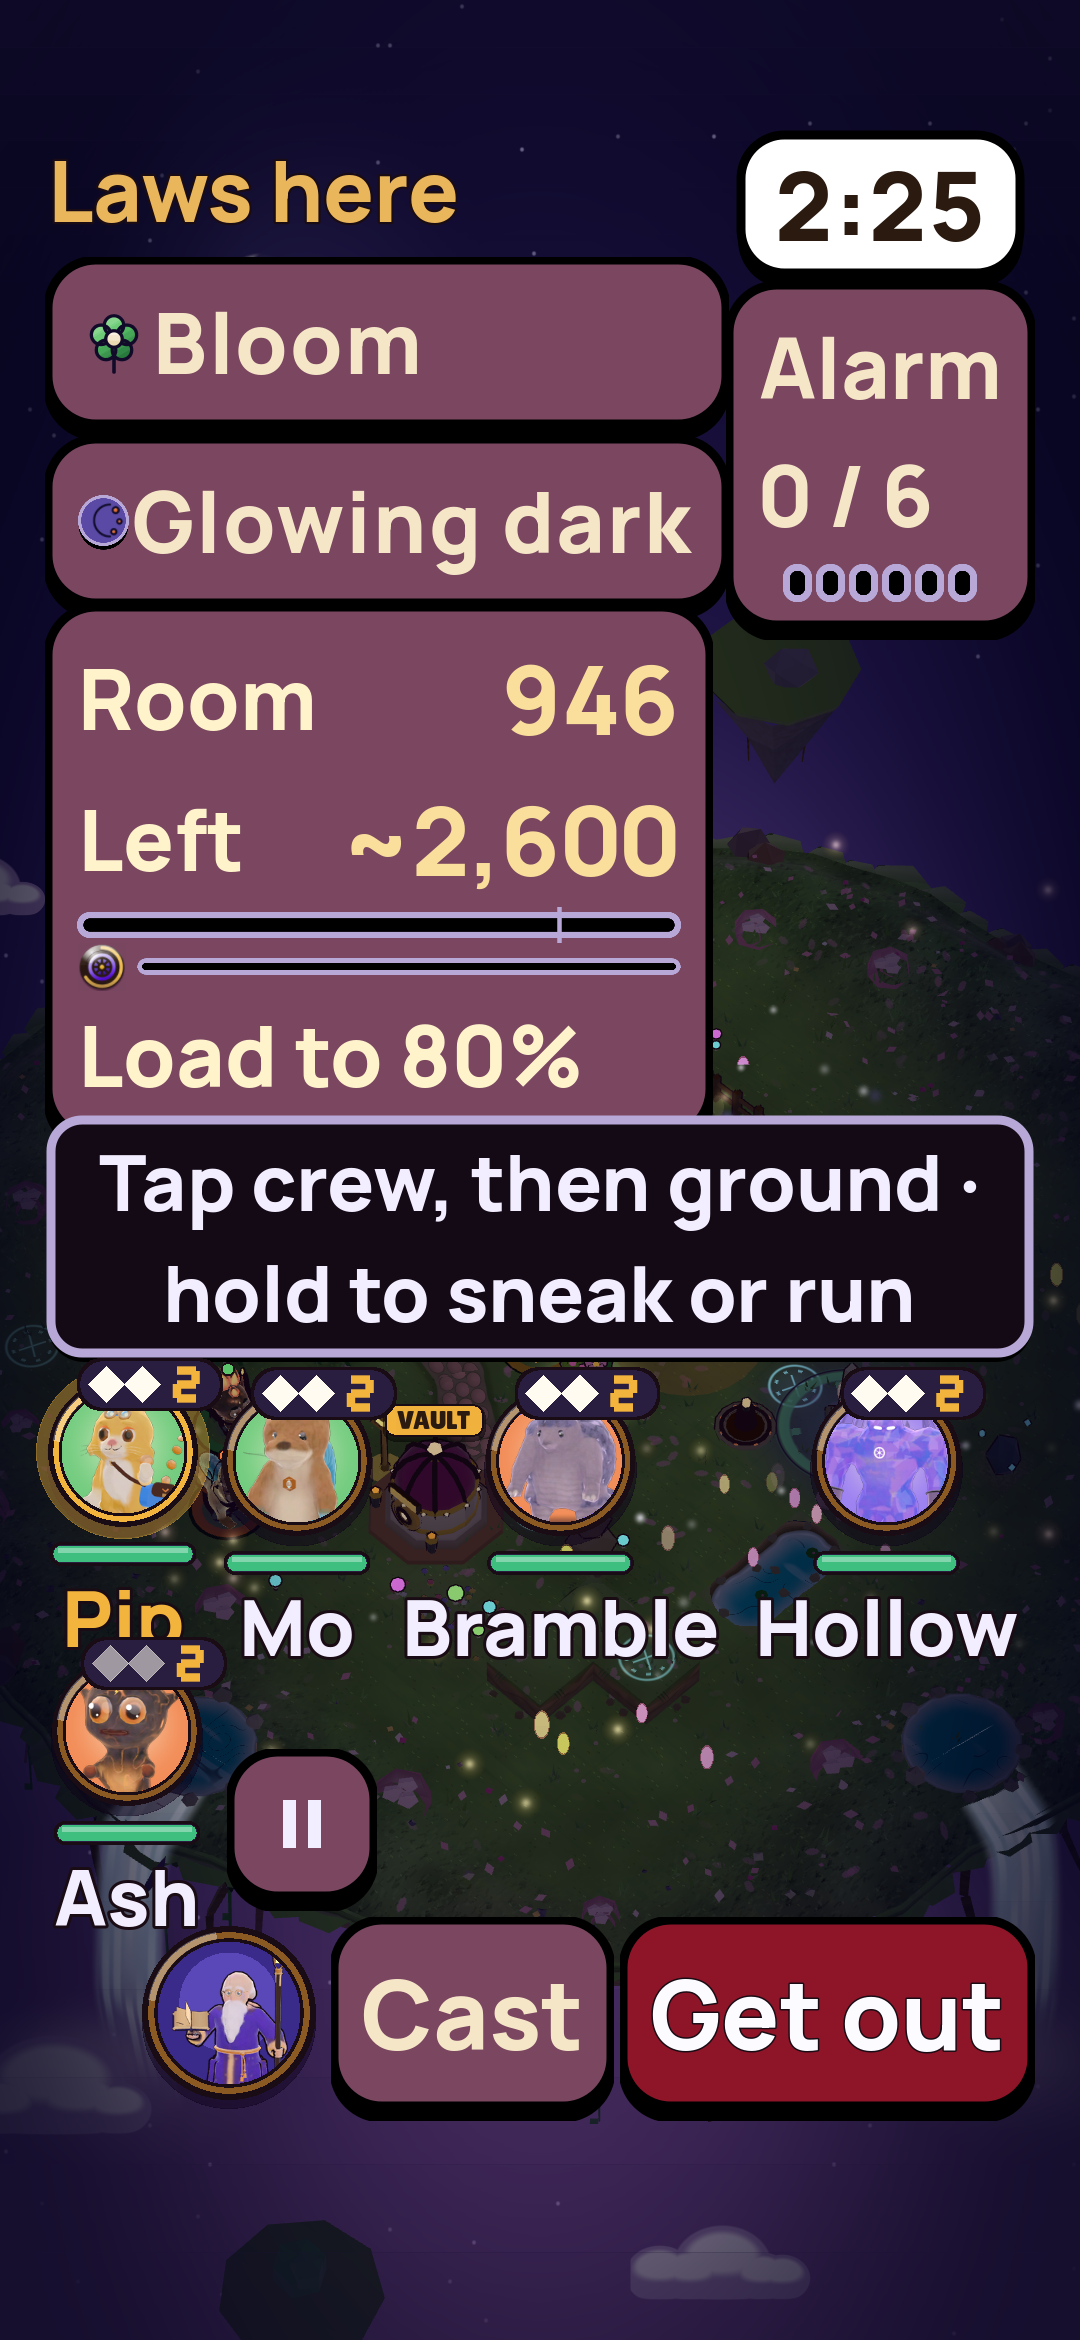 Laws here
2:25
Bloom
Alarm
0 / 6
Glowing dark
Room 946
Left ~2,600
Load to 80%
Tap crew, then ground ·
hold to sneak or run
2 2 2 2
VAULT
Pip Mo Bramble Hollow
2
Ash
Cast Get out